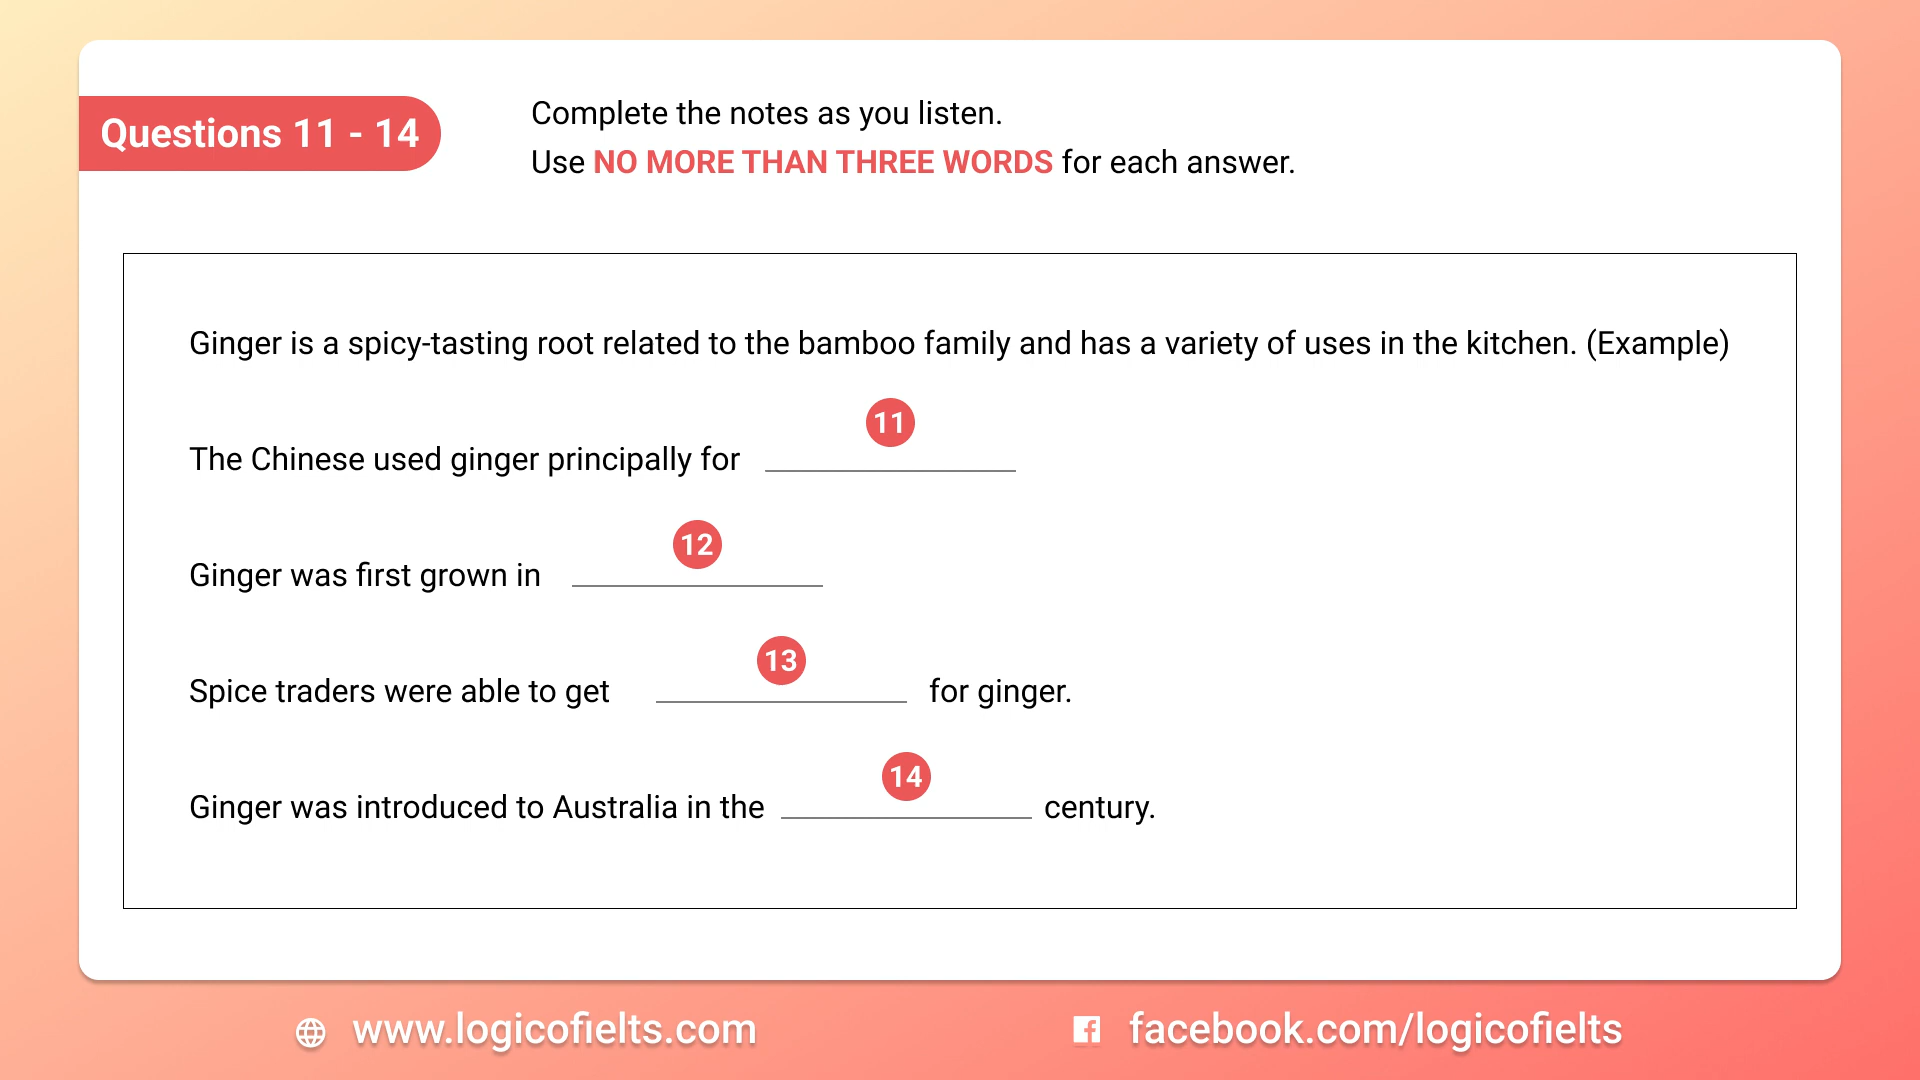 Questions 11 - 14
Complete the notes as you listen.
Use NO MORE THAN THREE WORDS for each answer.
Ginger is a spicy-tasting root related to the bamboo family and has a variety of uses in the kitchen. (Example)
11
The Chinese used ginger principally for
12
Ginger was first grown in
13
Spice traders were able to get for ginger.
14
Ginger was introduced to Australia in the century.
www.logicofielts.com
facebook.com/logicofielts